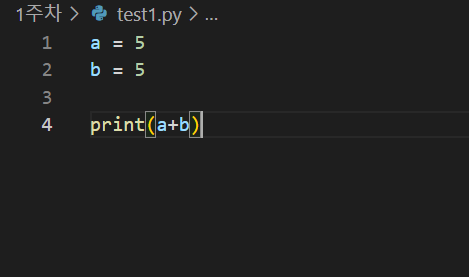 1주차 > test1.py > ...
1 a = 5
2 b = 5
3
4 print(a+b)